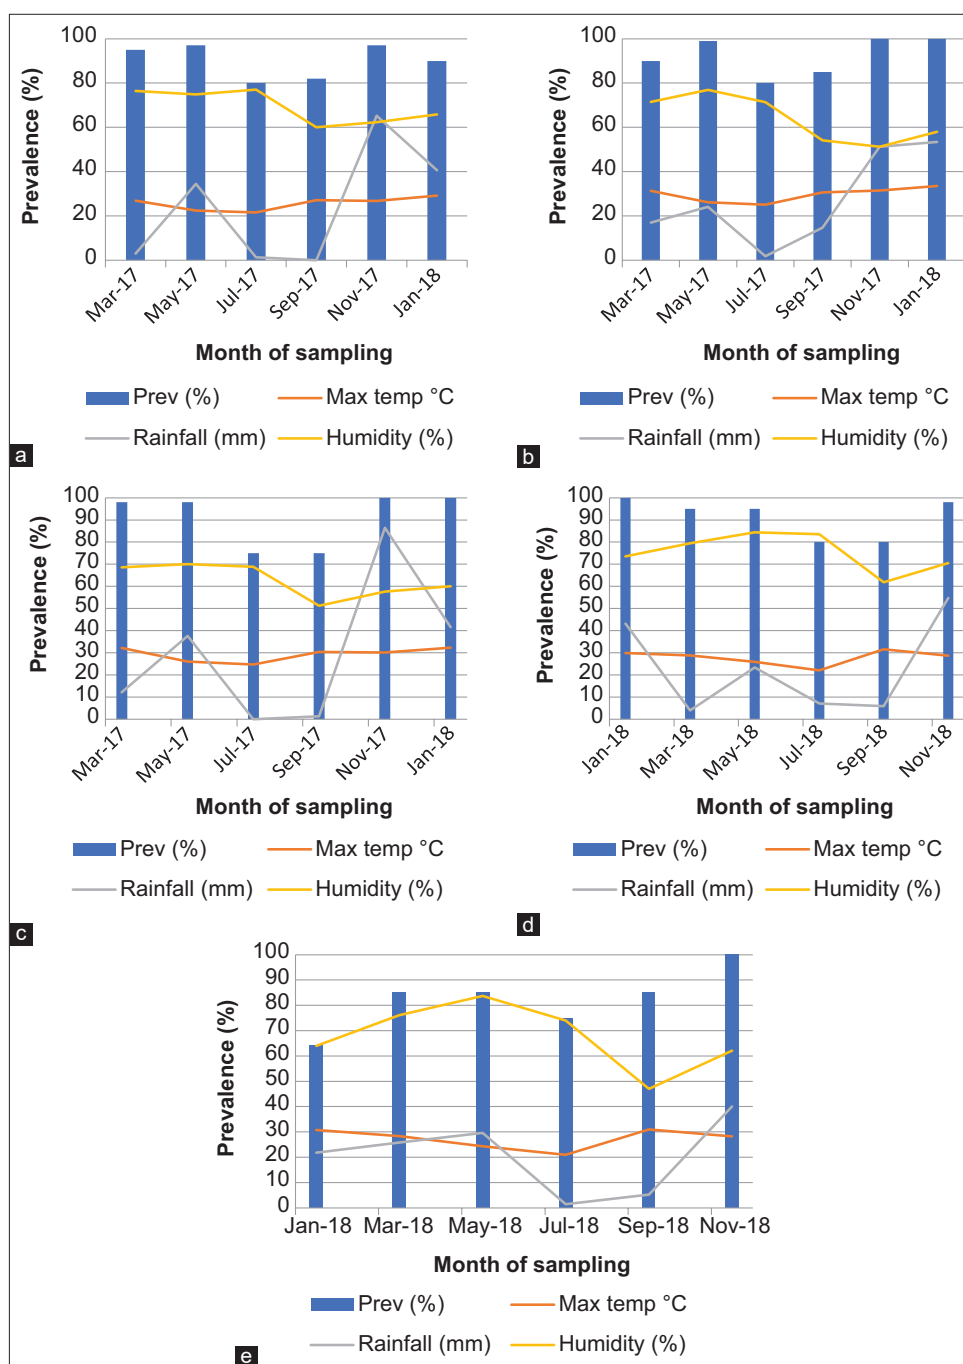 100
80
60
40
20
0
Prevalence (%)
Mar-17
May-17
Jul-17
Sep-17
Nov-17
Jan-18
Month of sampling
Prev (%)
Max temp °C
Rainfall (mm)
Humidity (%)
a
100
80
60
40
20
0
Prevalence (%)
Mar-17
May-17
Jul-17
Sep-17
Nov-17
Jan-18
Month of sampling
Prev (%)
Max temp °C
Rainfall (mm)
Humidity (%)
b
100
90
80
70
60
50
40
30
20
10
0
Prevalence (%)
Mar-17
May-17
Jul-17
Sep-17
Nov-17
Jan-18
Month of sampling
Prev (%)
Max temp °C
Rainfall (mm)
Humidity (%)
c
100
90
80
70
60
50
40
30
20
10
0
Prevalence (%)
Jan-18
Mar-18
May-18
Jul-18
Sep-18
Nov-18
Month of sampling
Prev (%)
Max temp °C
Rainfall (mm)
Humidity (%)
d
100
90
80
70
60
50
40
30
20
10
0
Prevalence (%)
Jan-18
Mar-18
May-18
Jul-18
Sep-18
Nov-18
Month of sampling
Prev (%)
Max temp °C
Rainfall (mm)
Humidity (%)
e